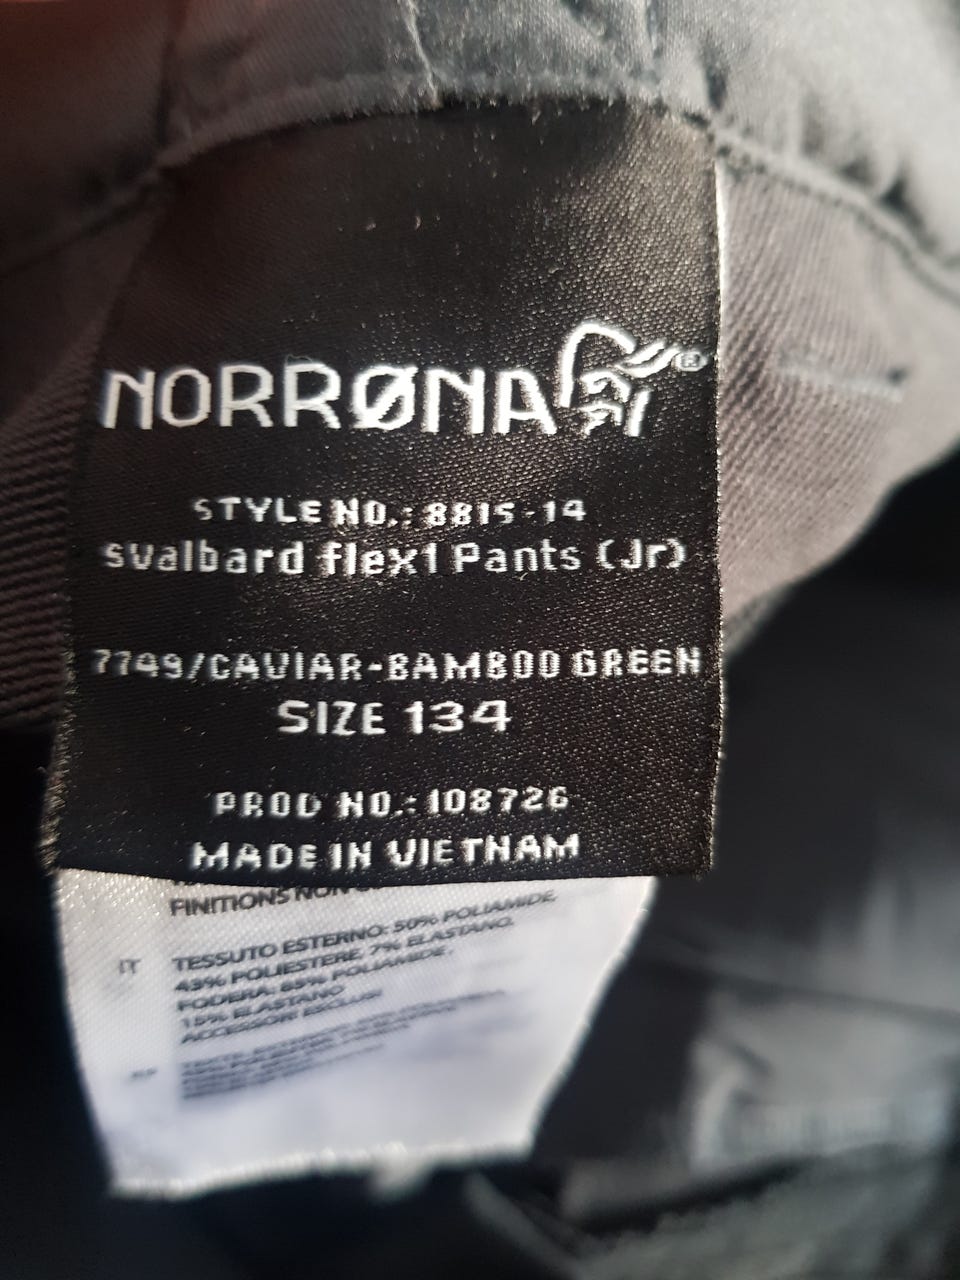 NORRØNA®
STYLE NO.: 8815-14
svalbard flex1 Pants (Jr)
7749/CAVIAR-BAMBOO GREEN
SIZE 134
PROD NO.: 108726
MADE IN VIETNAM
FINITIONS NON
IT
TESSUTO ESTERNO: 50% POLIAMIDE,
43% POLIESTERE, 7% ELASTANO.
FODERA: 85% POLIAMIDE,
15% ELASTANO
ACCESSORI ESCLUSI